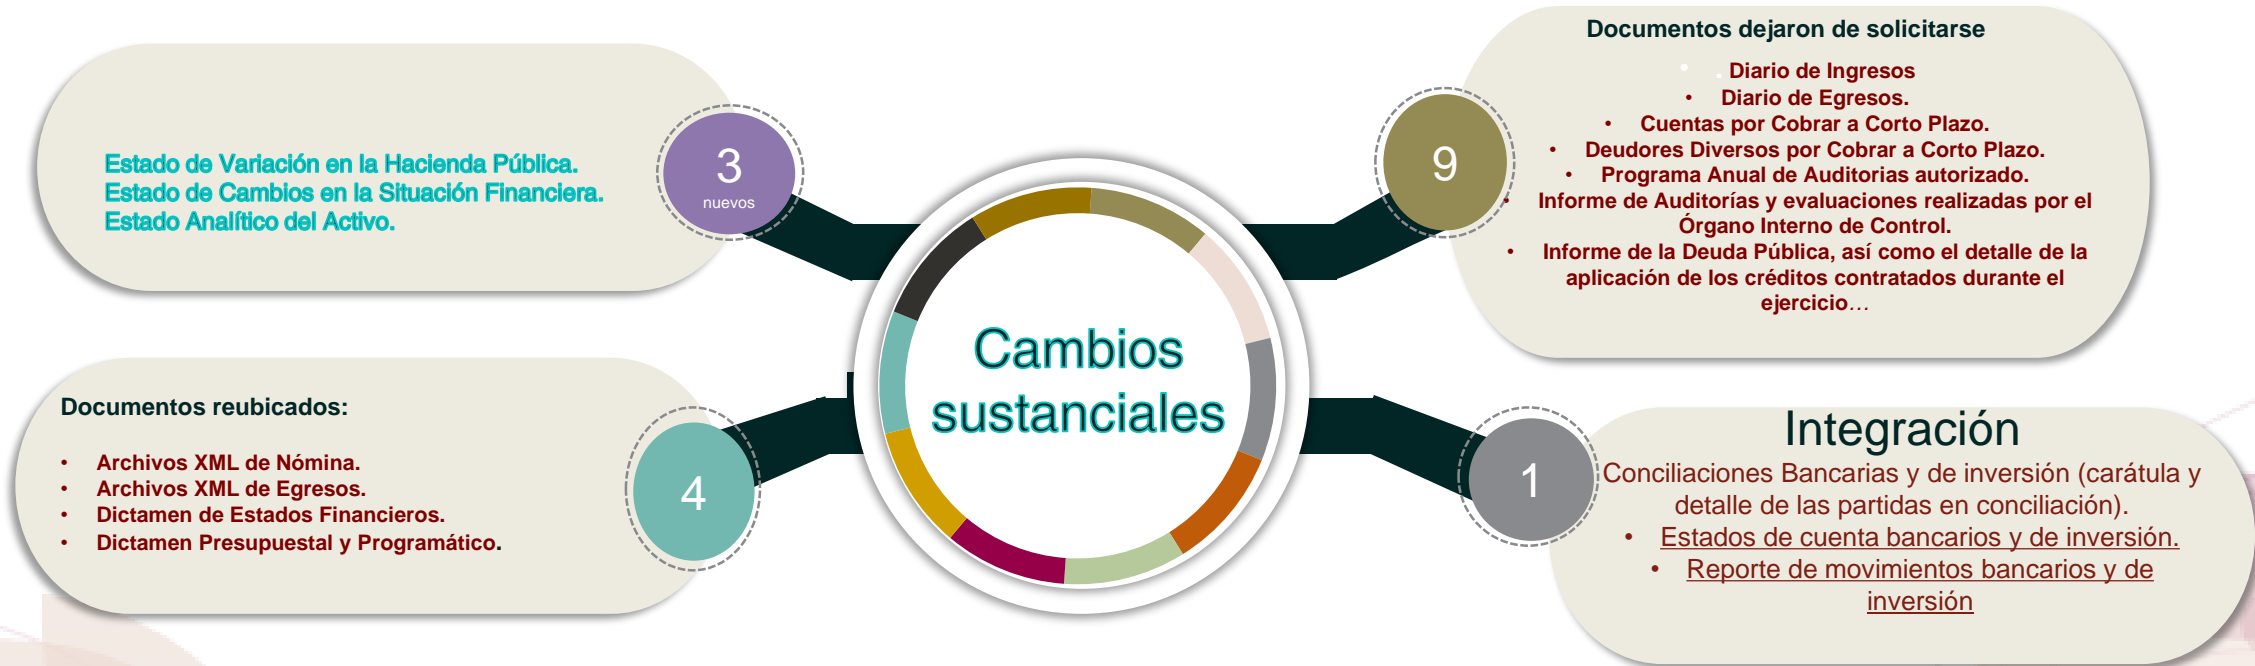 Estado de Variación en la Hacienda Pública.
Estado de Cambios en la Situación Financiera.
Estado Analítico del Activo.
3
nuevos
Documentos reubicados:
• Archivos XML de Nómina.
• Archivos XML de Egresos.
• Dictamen de Estados Financieros.
• Dictamen Presupuestal y Programático.
4
Cambios
sustanciales
9
Documentos dejaron de solicitarse
• . Diario de Ingresos
• Diario de Egresos.
• Cuentas por Cobrar a Corto Plazo.
• Deudores Diversos por Cobrar a Corto Plazo.
• Programa Anual de Auditorias autorizado.
• Informe de Auditorías y evaluaciones realizadas por el
Órgano Interno de Control.
• Informe de la Deuda Pública, así como el detalle de la
aplicación de los créditos contratados durante el
ejercicio…
1
Integración
Conciliaciones Bancarias y de inversión (carátula y
detalle de las partidas en conciliación).
• Estados de cuenta bancarios y de inversión.
• Reporte de movimientos bancarios y de
inversión